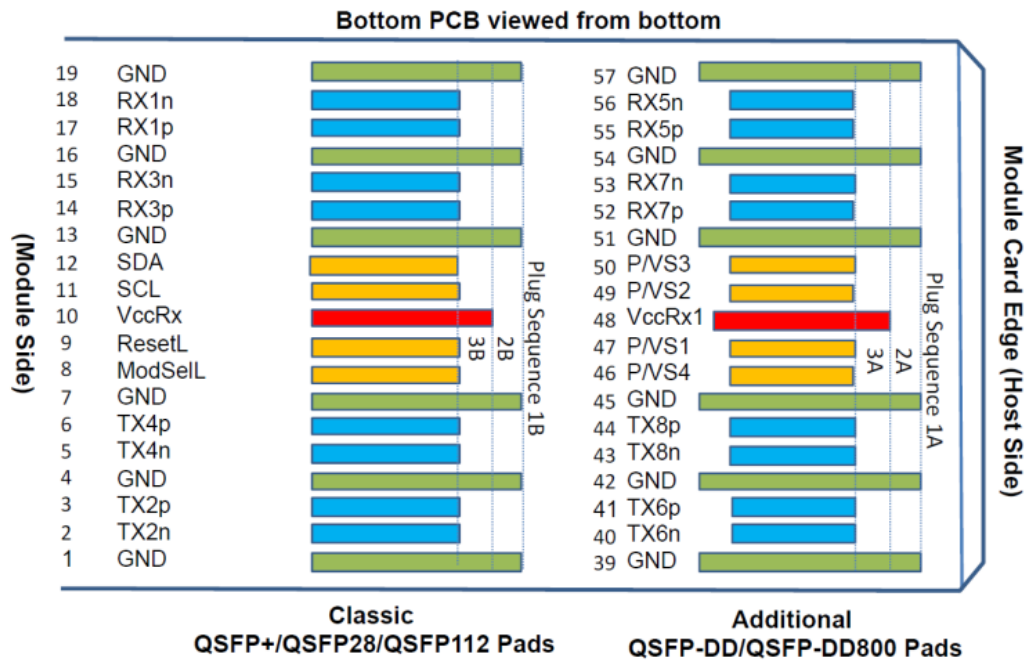 Bottom PCB viewed from bottom
19 GND 57 GND
18 RX1n 56 RX5n
17 RX1p 55 RX5p
16 GND 54 GND
15 RX3n 53 RX7n
14 RX3p 52 RX7p
13 GND 51 GND
12 SDA 50 P/VS3
11 SCL 49 P/VS2
10 VccRx 48 VccRx1
9 ResetL 47 P/VS1
8 ModSelL 46 P/VS4
7 GND 45 GND
6 TX4p 44 TX8p
5 TX4n 43 TX8n
4 GND 42 GND
3 TX2p 41 TX6p
2 TX2n 40 TX6n
1 GND 39 GND
(Module Side)
3B
2B
Plug Sequence 1B
3A
2A
Plug Sequence 1A
Module Card Edge (Host Side)
Classic
QSFP+/QSFP28/QSFP112 Pads
Additional
QSFP-DD/QSFP-DD800 Pads